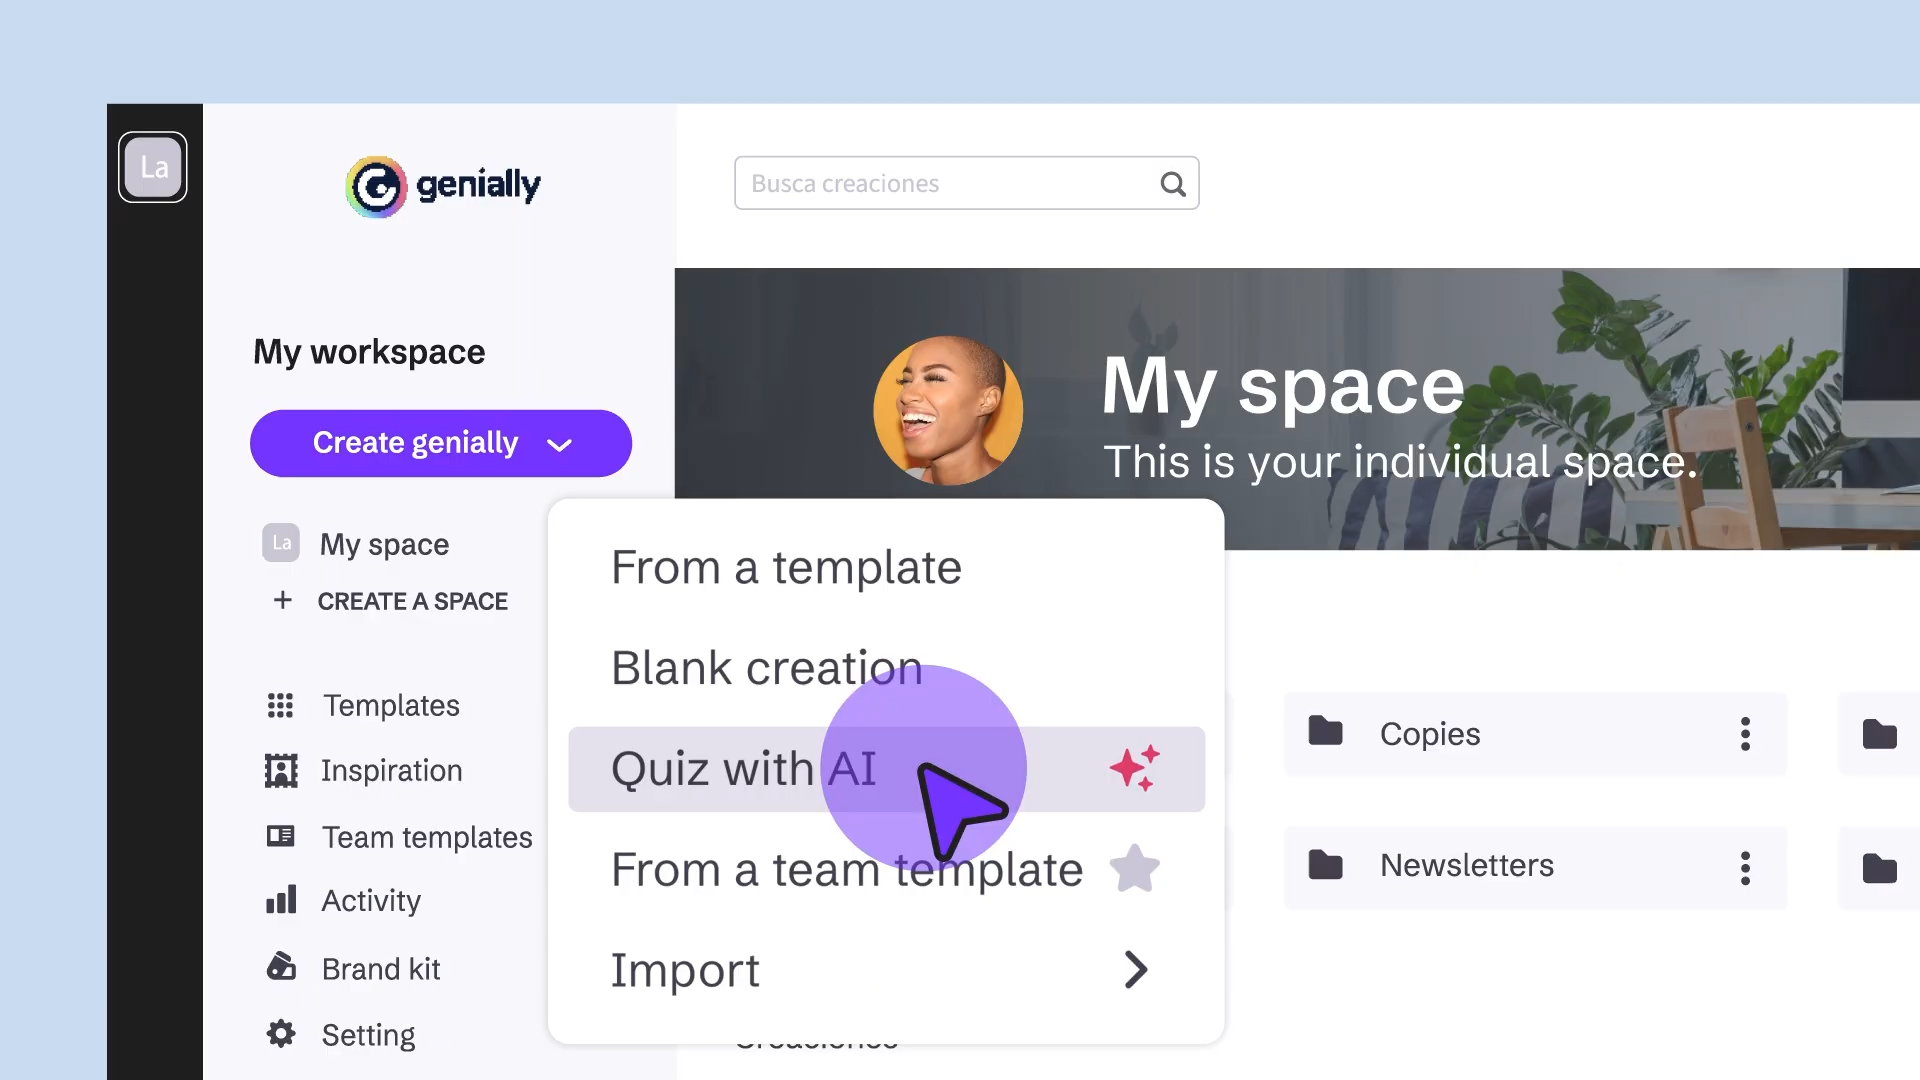 La
genially
Busca creaciones
My workspace
Create genially
My space
This is your individual space.
La
My space
CREATE A SPACE
Templates
Inspiration
Team templates
Activity
Brand kit
Setting
From a template
Blank creation
Quiz with AI
From a team template
Import
Copies
Newsletters